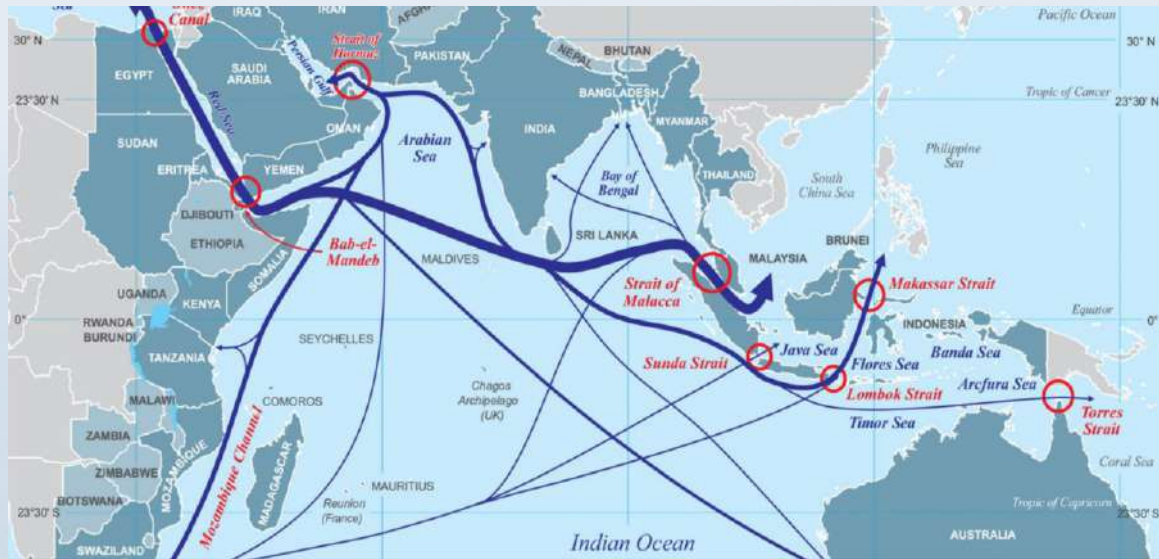 Sea
Suez
Canal
IRAQ
IRAN
AFGHAN
Pacific Ocean
30° N
30° N
Strait of
Hormuz
PAKISTAN
NEPAL
BHUTAN
EGYPT
SAUDI
ARABIA
Persian Gulf
23°30' N
BANGLADESH
Tropic of Cancer
23°30' N
Red Sea
OMAN
INDIA
MYANMAR
SUDAN
Arabian
Sea
Philippine
Sea
ERITREA
YEMEN
THAILAND
Bay of
Bengal
South
China Sea
DJIBOUTI
ETHIOPIA
SOMALIA
Bab-el-
Mandeb
SRI LANKA
MALDIVES
BRUNEI
MALAYSIA
Strait of
Malacca
Makassar Strait
UGANDA
KENYA
Equator
0°
0°
RWANDA
BURUNDI
SEYCHELLES
INDONESIA
TANZANIA
Sunda Strait
Java Sea
Flores Sea
Banda Sea
Chagos
Archipelago
(UK)
Arcfura Sea
Lombok Strait
MALAWI
COMOROS
Timor Sea
Torres
Strait
ZAMBIA
MOZAMBIQUE
Mozambique Channel
MADAGASCAR
Coral Sea
ZIMBABWE
MAURITIUS
BOTSWANA
Reunion
(France)
Tropic of Capricorn
23°30' S
23°30' S
SWAZILAND
Indian Ocean
AUSTRALIA